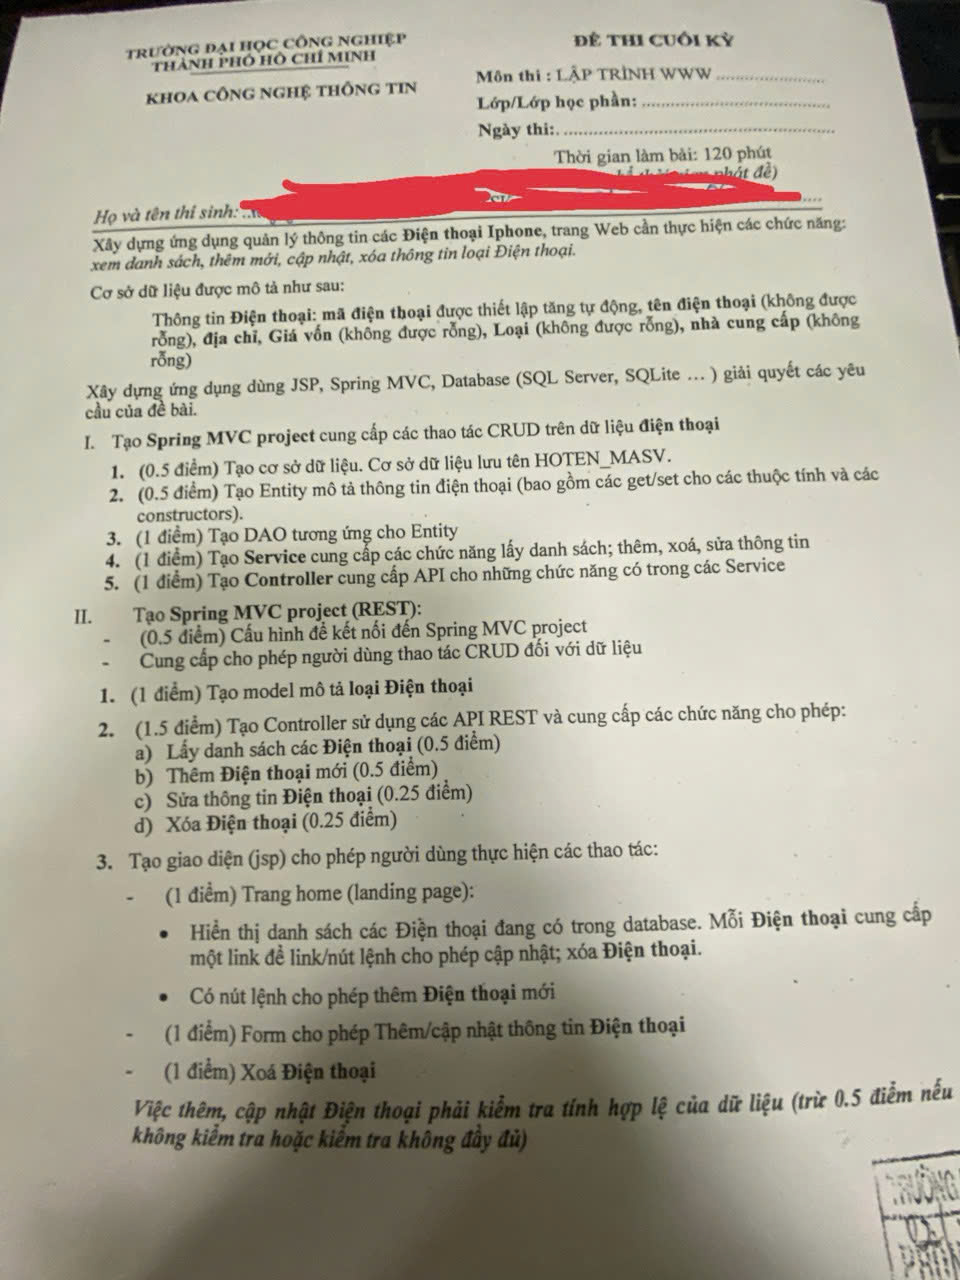 TRƯỜNG ĐẠI HỌC CÔNG NGHIỆP
THÀNH PHỐ HỒ CHÍ MINH
KHOA CÔNG NGHỆ THÔNG TIN
ĐỀ THI CUỐI KỲ
Môn thi : LẬP TRÌNH WWW
Lớp/Lớp học phần:
Ngày thi:
Thời gian làm bài: 120 phút
phát đề)
Họ và tên thí sinh:
Xây dựng ứng dụng quản lý thông tin các Điện thoại Iphone, trang Web cần thực hiện các chức năng:
xem danh sách, thêm mới, cập nhật, xóa thông tin loại Điện thoại.
Cơ sở dữ liệu được mô tả như sau:
Thông tin Điện thoại: mã điện thoại được thiết lập tăng tự động, tên điện thoại (không được
rỗng), địa chỉ, Giá vốn (không được rỗng), Loại (không được rỗng), nhà cung cấp (không
rỗng)
Xây dựng ứng dụng dùng JSP, Spring MVC, Database (SQL Server, SQLite ... ) giải quyết các yêu
cầu của đề bài.
I. Tạo Spring MVC project cung cấp các thao tác CRUD trên dữ liệu điện thoại
1. (0.5 điểm) Tạo cơ sở dữ liệu. Cơ sở dữ liệu lưu tên HOTEN_MASV.
2. (0.5 điểm) Tạo Entity mô tả thông tin điện thoại (bao gồm các get/set cho các thuộc tính và các
constructors).
3. (1 điểm) Tạo DAO tương ứng cho Entity
4. (1 điểm) Tạo Service cung cấp các chức năng lấy danh sách; thêm, xoá, sửa thông tin
5. (1 điểm) Tạo Controller cung cấp API cho những chức năng có trong các Service
II. Tạo Spring MVC project (REST):
- (0.5 điểm) Cấu hình để kết nối đến Spring MVC project
- Cung cấp cho phép người dùng thao tác CRUD đối với dữ liệu
1. (1 điểm) Tạo model mô tả loại Điện thoại
2. (1.5 điểm) Tạo Controller sử dụng các API REST và cung cấp các chức năng cho phép:
a) Lấy danh sách các Điện thoại (0.5 điểm)
b) Thêm Điện thoại mới (0.5 điểm)
c) Sửa thông tin Điện thoại (0.25 điểm)
d) Xóa Điện thoại (0.25 điểm)
3. Tạo giao diện (jsp) cho phép người dùng thực hiện các thao tác:
- (1 điểm) Trang home (landing page):
• Hiển thị danh sách các Điện thoại đang có trong database. Mỗi Điện thoại cung cấp
một link để link/nút lệnh cho phép cập nhật; xóa Điện thoại.
• Có nút lệnh cho phép thêm Điện thoại mới
- (1 điểm) Form cho phép Thêm/cập nhật thông tin Điện thoại
- (1 điểm) Xoá Điện thoại
Việc thêm, cập nhật Điện thoại phải kiểm tra tính hợp lệ của dữ liệu (trừ 0.5 điểm nếu
không kiểm tra hoặc kiểm tra không đầy đủ)
TRƯỜNG